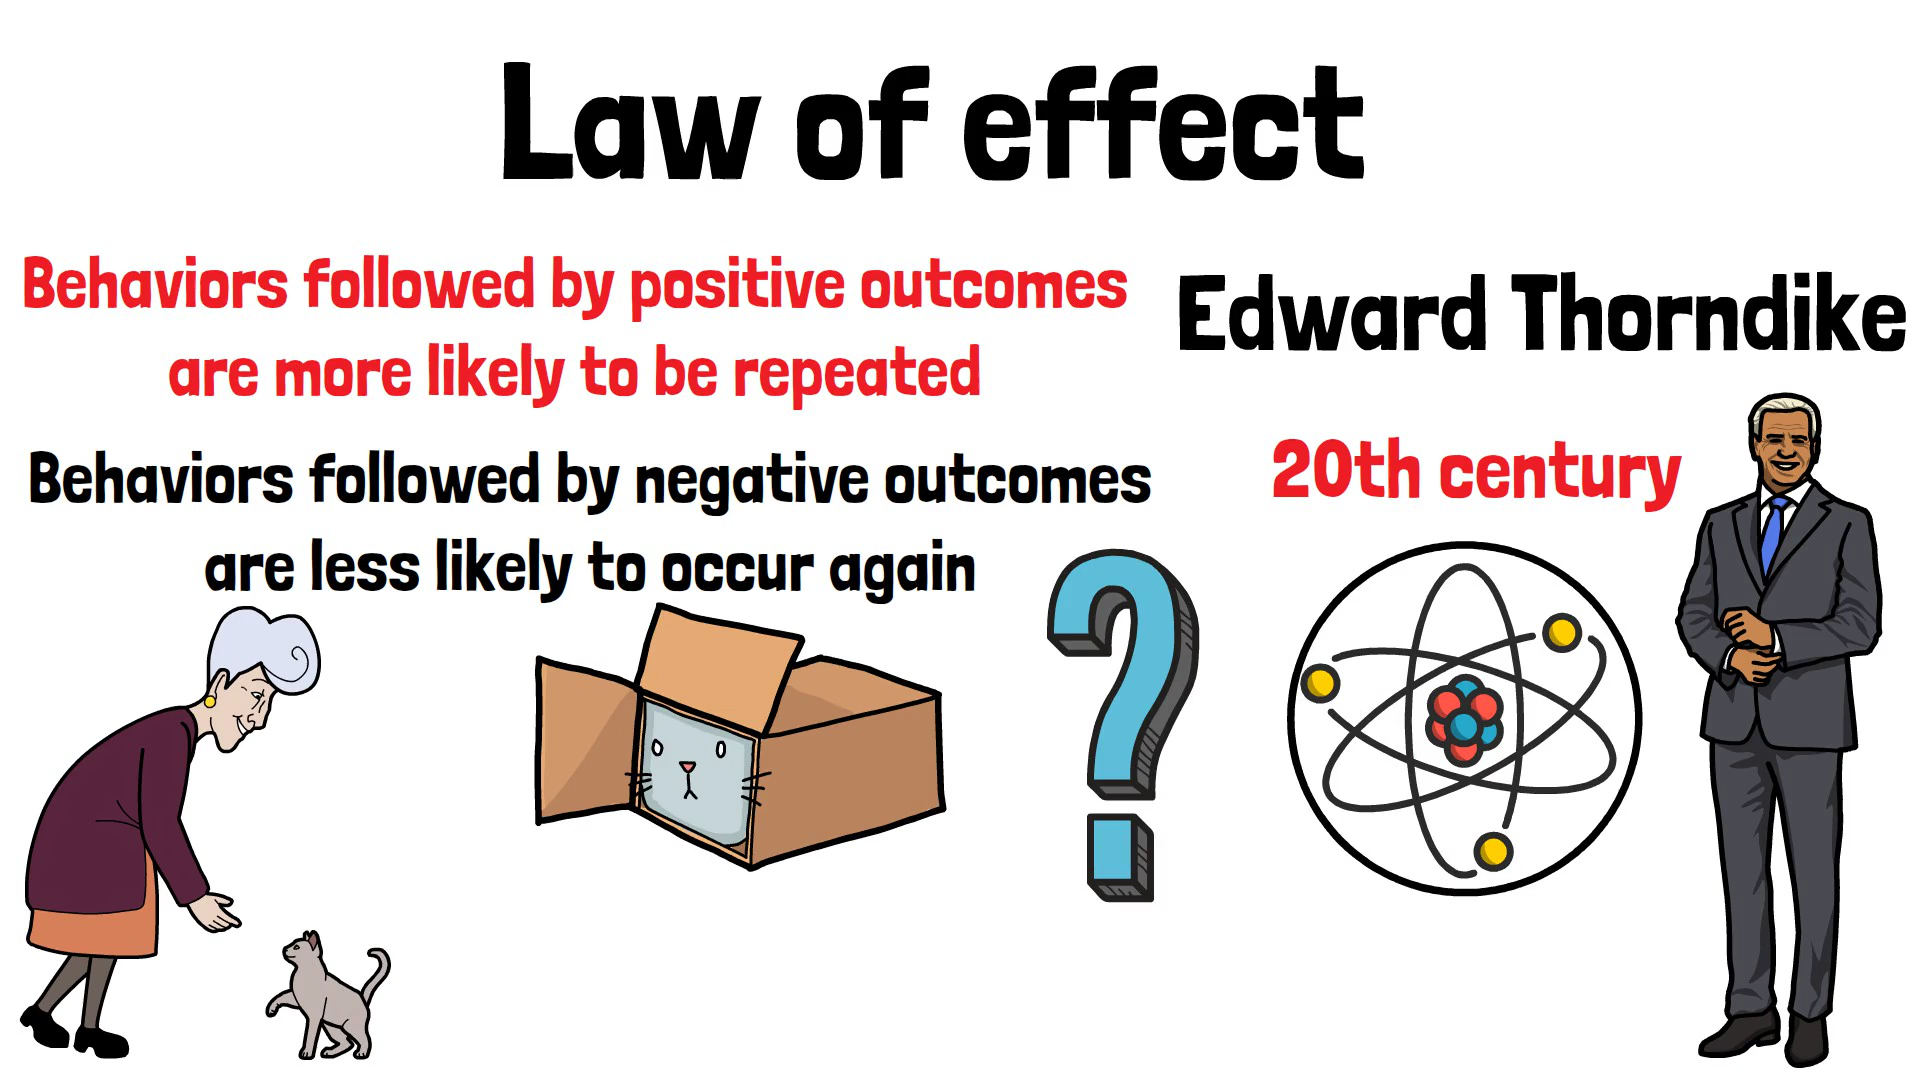 Law of effect
Behaviors followed by positive outcomes
are more likely to be repeated
Behaviors followed by negative outcomes
are less likely to occur again
Edward Thorndike
20th century
?